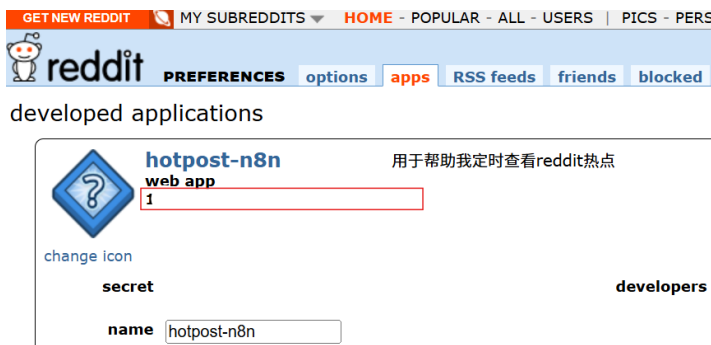 GET NEW REDDIT MY SUBREDDITS HOME - POPULAR - ALL - USERS | PICS - PERS
reddit PREFERENCES options apps RSS feeds friends blocked
developed applications
hotpost-n8n 用于帮助我定时查看reddit热点
web app
1
change icon
secret developers
name hotpost-n8n